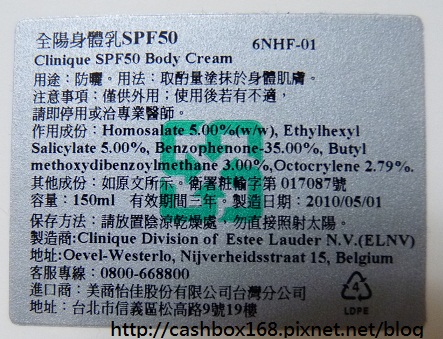 全陽身體乳SPF50 6NHF-01
Clinique SPF50 Body Cream
用途：防曬。用法：取酌量塗抹於身體肌膚。
注意事項：僅供外用；使用後若有不適，
請即停用或洽專業醫師。
作用成份：Homosalate 5.00%(w/w), Ethylhexyl
Salicylate 5.00%, Benzophenone-35.00%, Butyl
methoxydibenzoylmethane 3.00%,Octocrylene 2.79%.
其他成份：如原文所示。衛署粧輸字第 017087號
容量：150ml 有效期間三年。製造日期：2010/05/01
保存方法：請放置陰涼乾燥處，勿直接照射太陽。
製造商:Clinique Division of Estee Lauder N.V.(ELNV)
地址:Oevel-Westerlo, Nijverheidsstraat 15, Belgium
客服專線：0800-668800
進口商：美商怡佳股份有限公司台灣分公司
地址：台北市信義區松高路9號19樓
4
LDPE
http://cashbox168.pixnet.net/blog